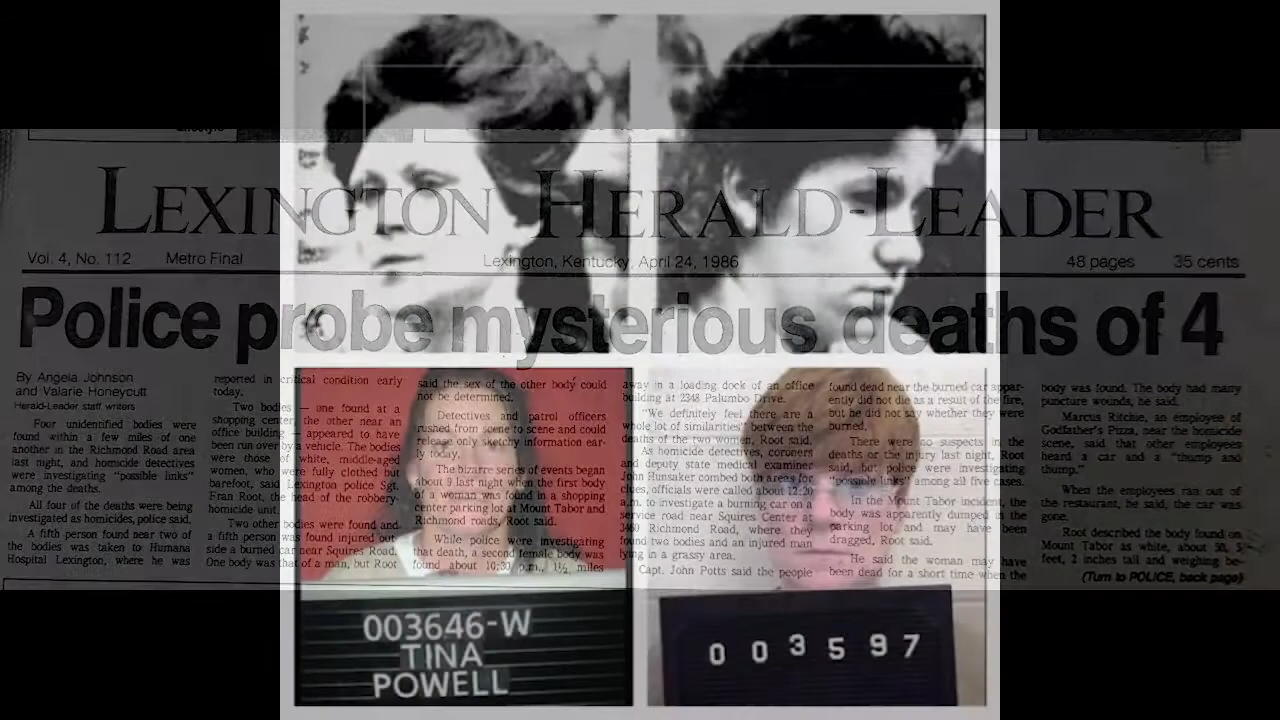 LEXINGTON HERALD-LEADER
Vol. 4, No. 112 Metro Final Lexington, Kentucky, April 24, 1986 48 pages 35 cents
Police probe mysterious deaths of 4
By Angela Johnson
and Valarie Honeycutt
Herald-Leader staff writers
Four unidentified bodies were
found within a few miles of one
another in the Richmond Road area
last night, and homicide detectives
were investigating "possible links"
among the deaths.
All four of the deaths were being
investigated as homicides, police said.
A fifth person found near two of
the bodies was taken to Humana
Hospital Lexington, where he was
reported in critical condition early
today.
Two bodies — one found at a
shopping center, the other near an
office building — appeared to have
been run over by a vehicle. The bodies
were those of white, middle-aged
women, who were fully clothed but
barefoot, said Lexington police Sgt.
Fran Root, the head of the robbery-
homicide unit.
Two other bodies were found and
a fifth person was found injured out-
side a burned car near Squires Road.
One body was that of a man, but Root
said the sex of the other body could
not be determined.
Detectives and patrol officers
rushed from scene to scene and could
release only sketchy information ear-
ly today.
The bizarre series of events began
about 9 last night when the first body
of a woman was found in a shopping
center parking lot at Mount Tabor and
Richmond roads, Root said.
While police were investigating
that death, a second female body was
found about 10:30 p.m., 1½ miles
away in a loading dock of an office
building at 2348 Palumbo Drive.
"We definitely feel there are a
whole lot of similarities" between the
deaths of the two women, Root said.
As homicide detectives, coroners
and deputy state medical examiner
John Hunsaker combed both areas for
clues, officials were called about 12:20
a.m. to investigate a burning car on a
service road near Squires Center at
3460 Richmond Road, where they
found two bodies and an injured man
lying in a grassy area.
Capt. John Potts said the people
found dead near the burned car appar-
ently did not die as a result of the fire,
but he did not say whether they were
burned.
There were no suspects in the
deaths or the injury last night, Root
said, but police were investigating
"possible links" among all five cases.
In the Mount Tabor incident, the
body was apparently dumped in the
parking lot and may have been
dragged, Root said.
He said the woman may have
been dead for a short time when the
body was found. The body had many
puncture wounds, he said.
Marcus Ritchie, an employee of
Godfather's Pizza, near the homicide
scene, said that other employees
heard a car and a "thump and
thump."
When the employees ran out of
the restaurant, he said, the car was
gone.
Root described the body found on
Mount Tabor as white, about 50, 5
feet, 2 inches tall and weighing be-
(Turn to POLICE, back page)
003646-W
TINA
POWELL
003597